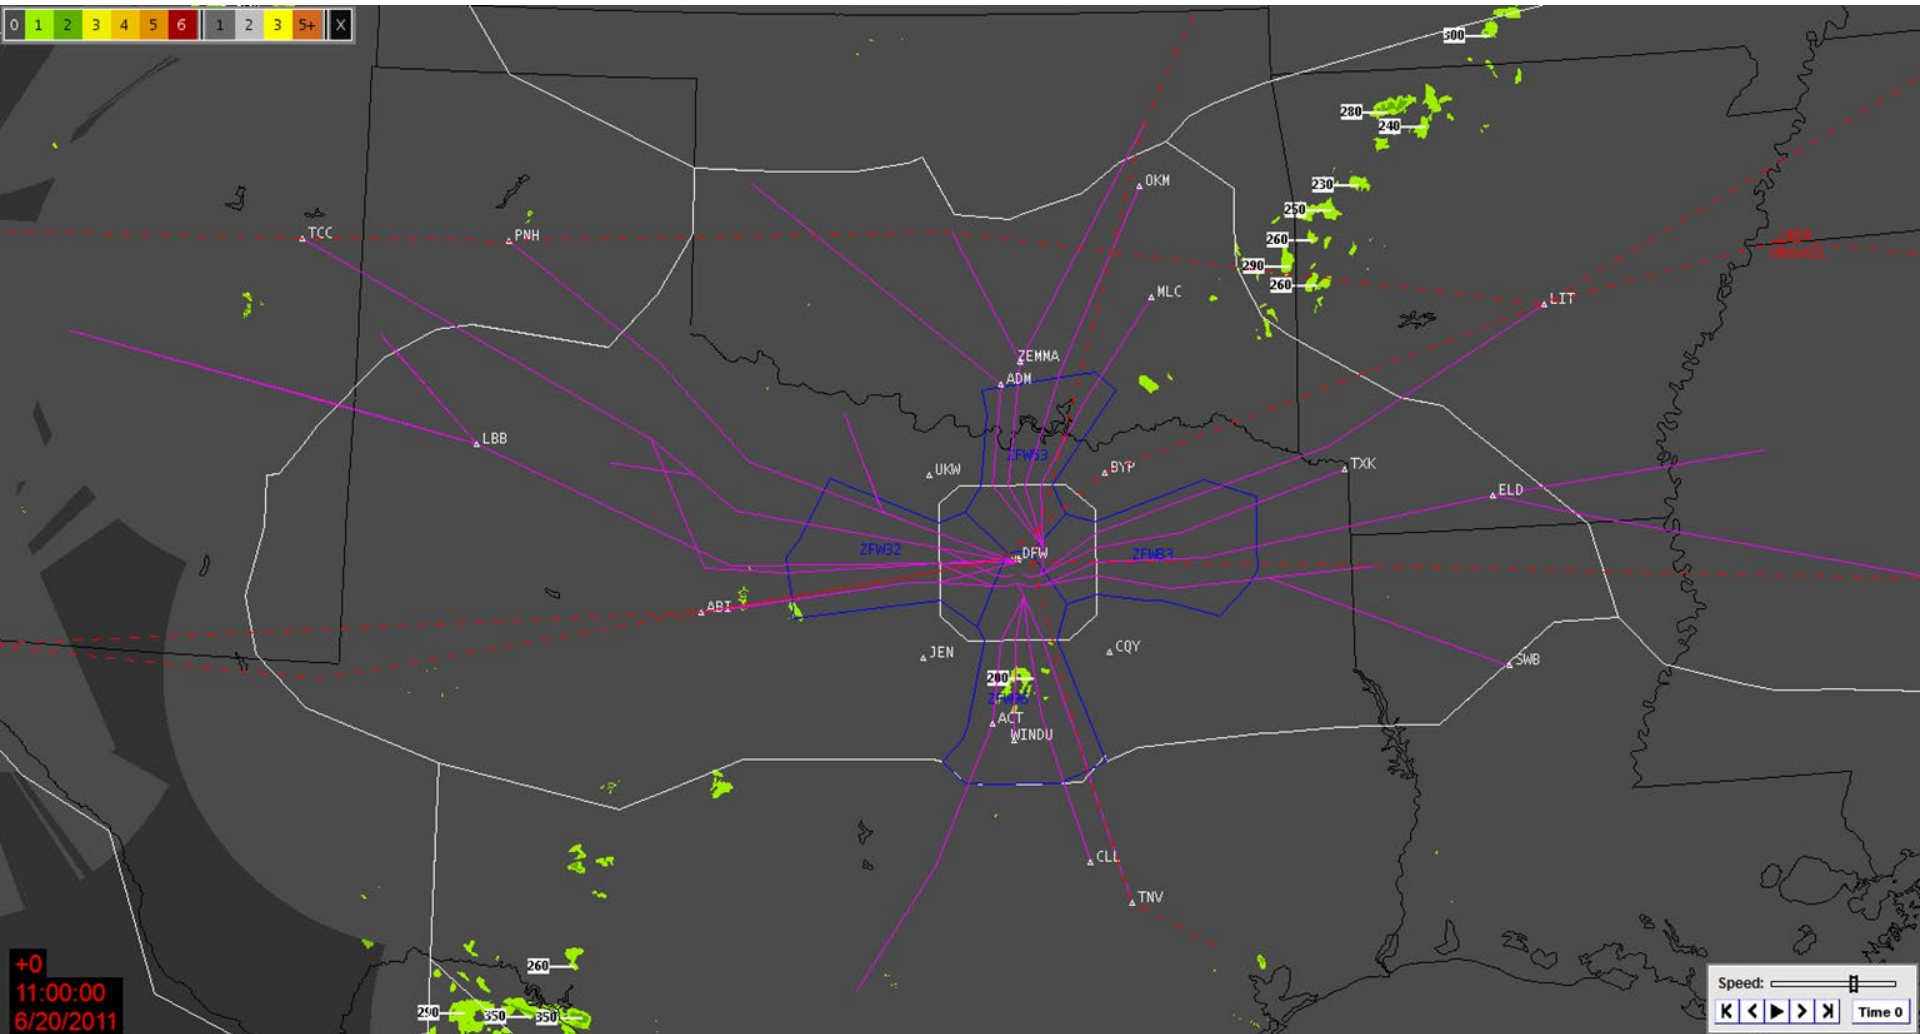 0 1 2 3 4 5 6 1 2 3 5+ X
300
280
240
OKM
230
250
TCC
PNH
260
290
260
MLC
LIT
ZEMMA
ADM
LBB
ZFW53
UKW
BYP
TXK
ELD
ZFW32
DFW
ZFW83
ABI
JEN
CQY
SWB
200
ACT
WINDU
CLL
TNV
260
290
350
350
+0
11:00:00
6/20/2011
Speed:
Time 0